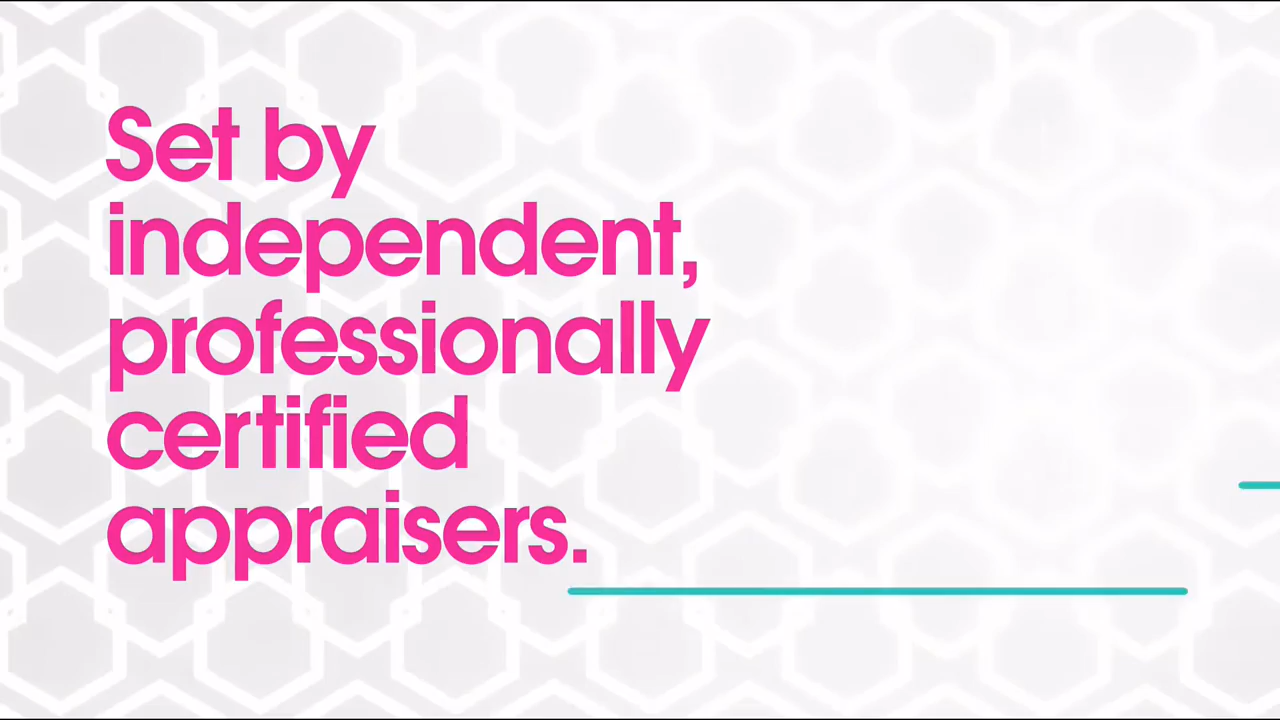 Set by
independent,
professionally
certified
appraisers.